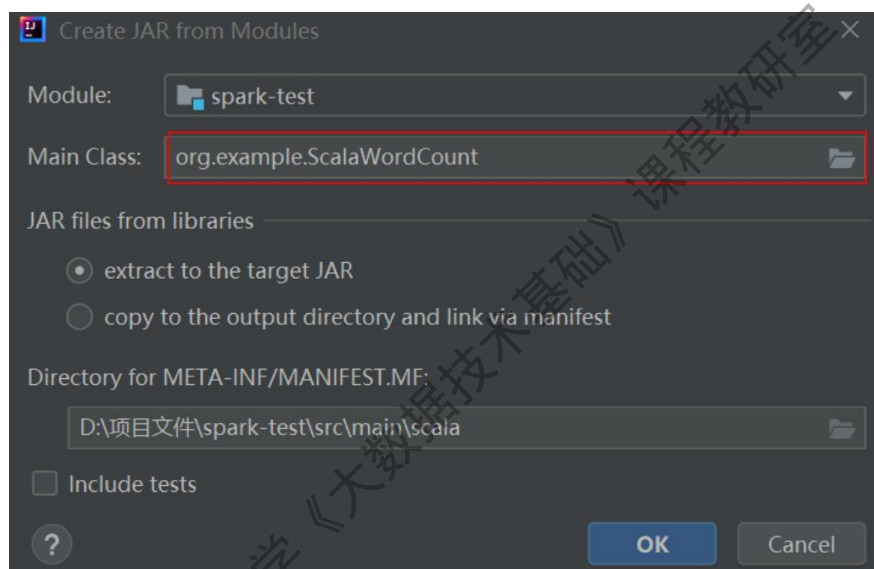 Create JAR from Modules
Module:
spark-test
Main Class:
org.example.ScalaWordCount
JAR files from libraries
extract to the target JAR
copy to the output directory and link via manifest
Directory for META-INF/MANIFEST.MF:
D:\项目文件\spark-test\src\main\scala
Include tests
?
OK
Cancel
学《大数据技术基础》课程教研室